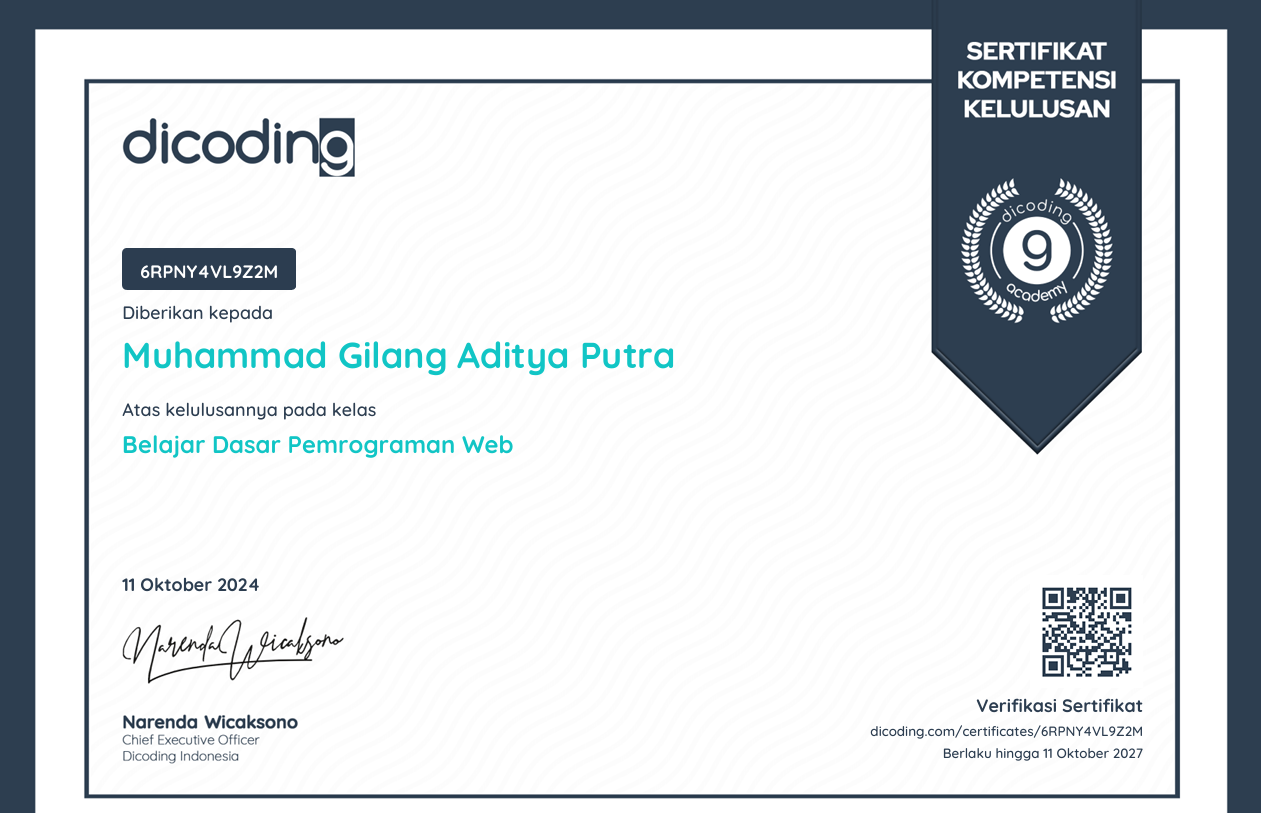 SERTIFIKAT
KOMPETENSI
KELULUSAN
dicoding
dicoding
9
academy
6RPNY4VL9Z2M
Diberikan kepada
Muhammad Gilang Aditya Putra
Atas kelulusannya pada kelas
Belajar Dasar Pemrograman Web
11 Oktober 2024
Narenda Wicaksono
Narenda Wicaksono
Chief Executive Officer
Dicoding Indonesia
Verifikasi Sertifikat
dicoding.com/certificates/6RPNY4VL9Z2M
Berlaku hingga 11 Oktober 2027